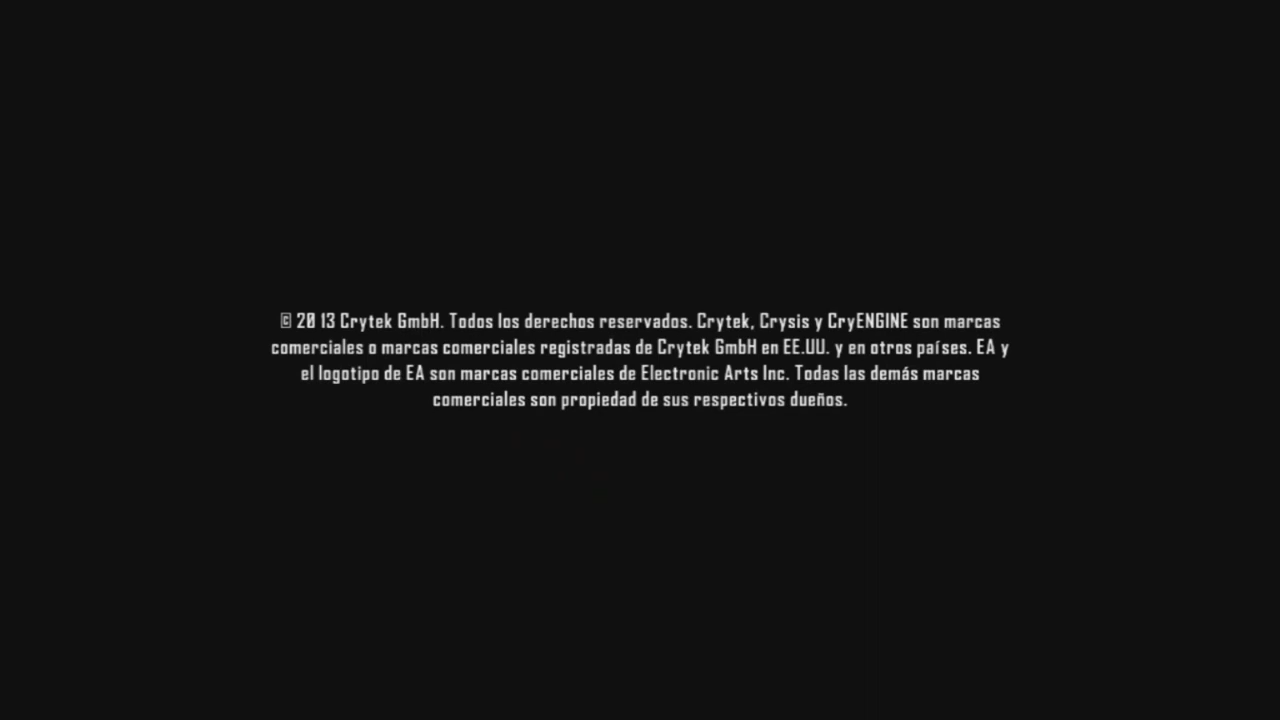 © 2013 Crytek GmbH. Todos los derechos reservados. Crytek, Crysis y CryENGINE son marcas
comerciales o marcas comerciales registradas de Crytek GmbH en EE.UU. y en otros países. EA y
el logotipo de EA son marcas comerciales de Electronic Arts Inc. Todas las demás marcas
comerciales son propiedad de sus respectivos dueños.